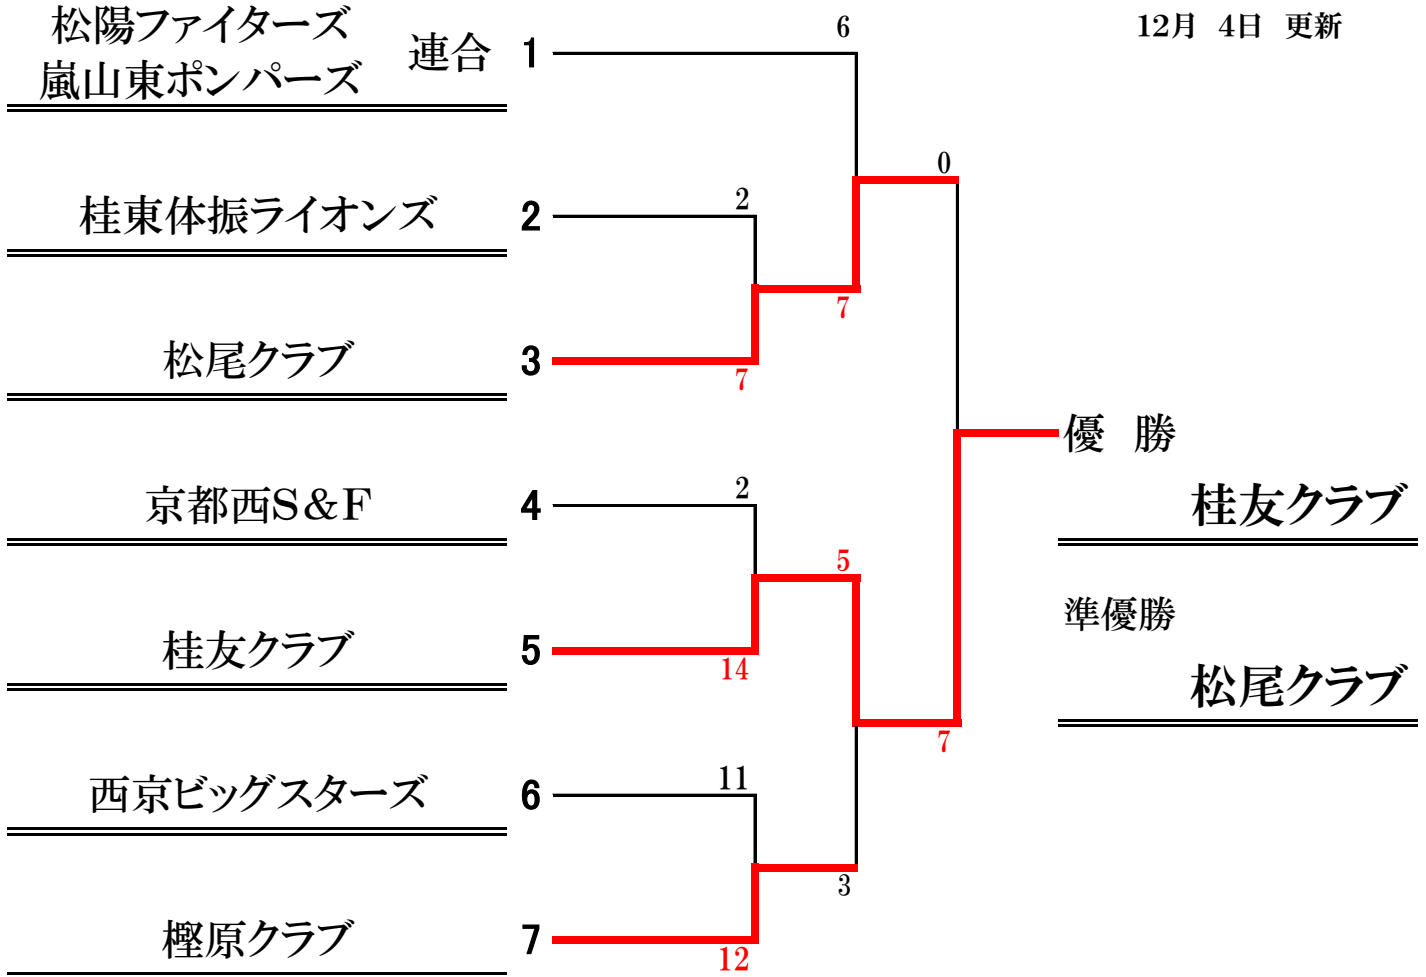 12月 4日 更新
松陽ファイターズ
嵐山東ポンパーズ
連合
1
6
0
桂東体振ライオンズ
2
2
7
松尾クラブ
3
7
優 勝
京都西S&F
4
2
桂友クラブ
5
桂友クラブ
5
14
準優勝
松尾クラブ
7
西京ビッグスターズ
6
11
3
樫原クラブ
7
12